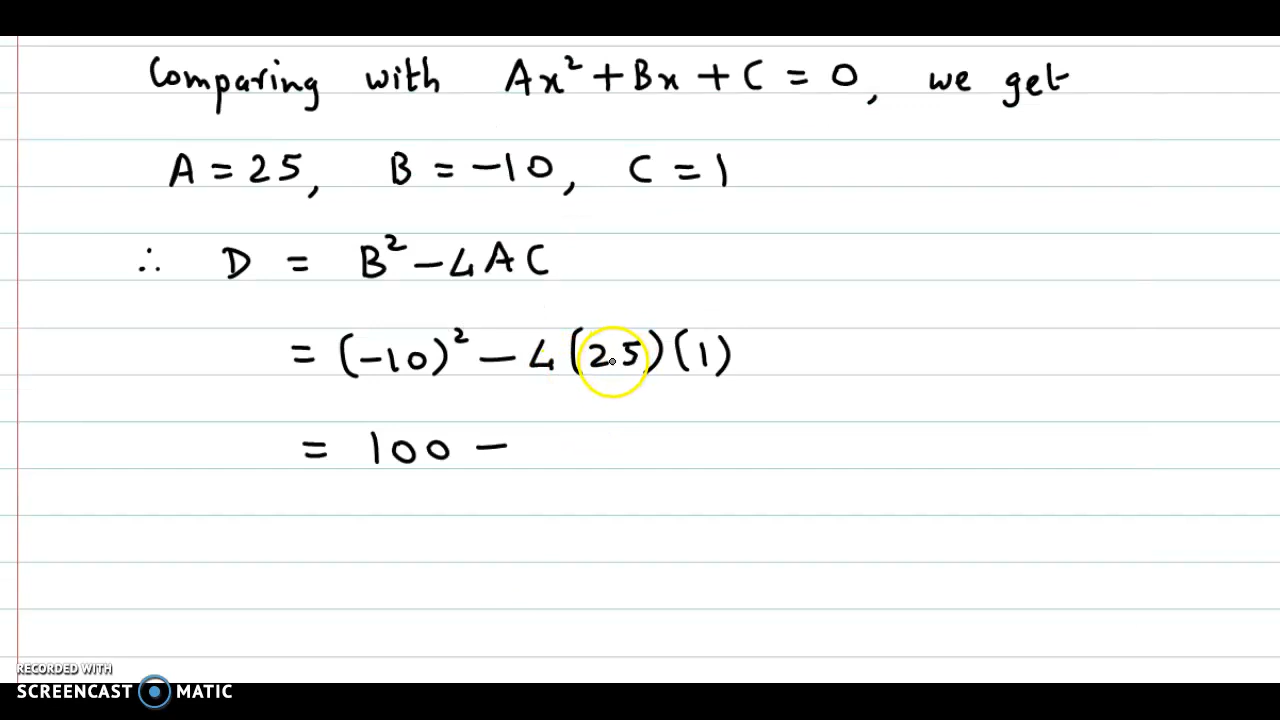 Comparing with Ax² + Bx + C = 0, we get
A = 25, B = -10, C = 1
∴ D = B² - 4AC
= (-10)² - 4(25)(1)
= 100 -
RECORDED WITH
SCREENCAST MATIC